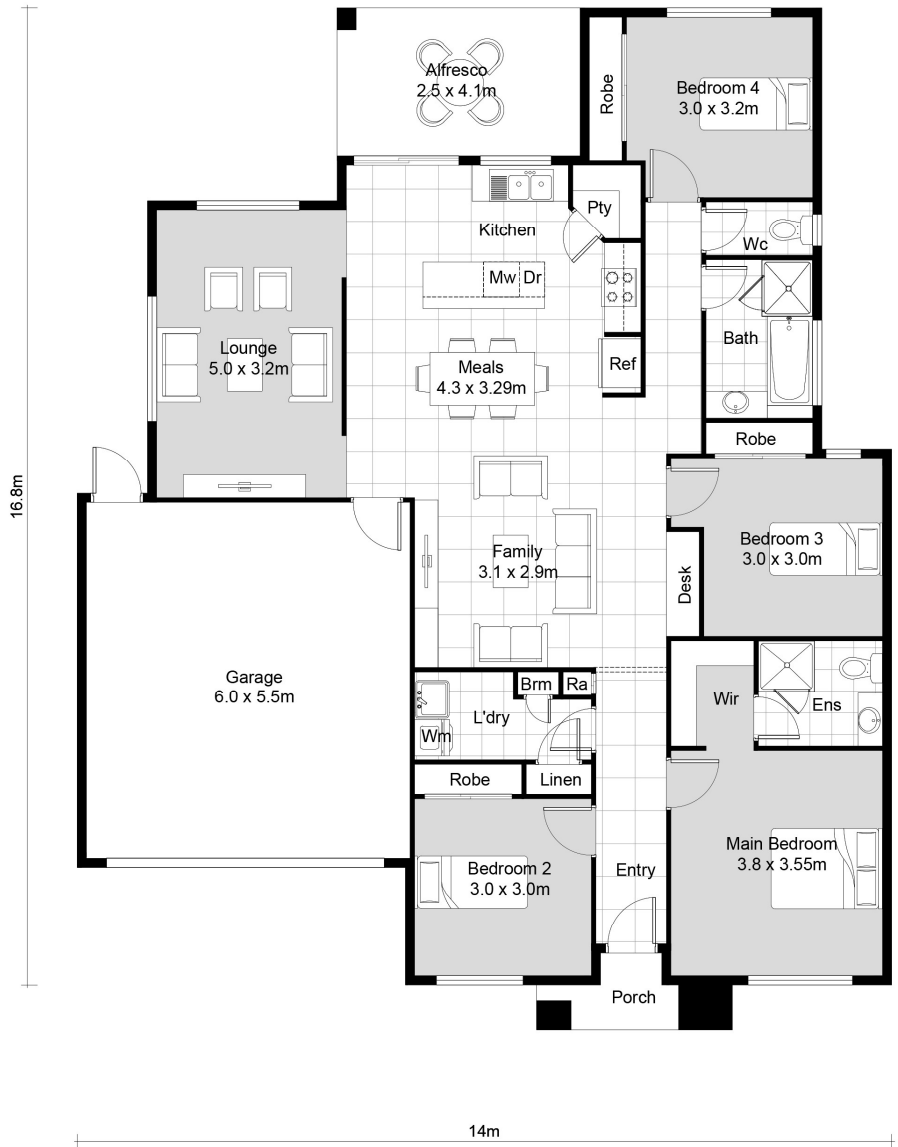 Alfresco
2.5 x 4.1m
Robe
Bedroom 4
3.0 x 3.2m
Pty
Kitchen
Wc
Mw Dr
Bath
Lounge
5.0 x 3.2m
Meals
4.3 x 3.29m
Ref
Robe
16.8m
Family
3.1 x 2.9m
Desk
Bedroom 3
3.0 x 3.0m
Garage
6.0 x 5.5m
Brm
Ra
Wir
Ens
L'dry
Wm
Robe
Linen
Bedroom 2
3.0 x 3.0m
Entry
Main Bedroom
3.8 x 3.55m
Porch
14m